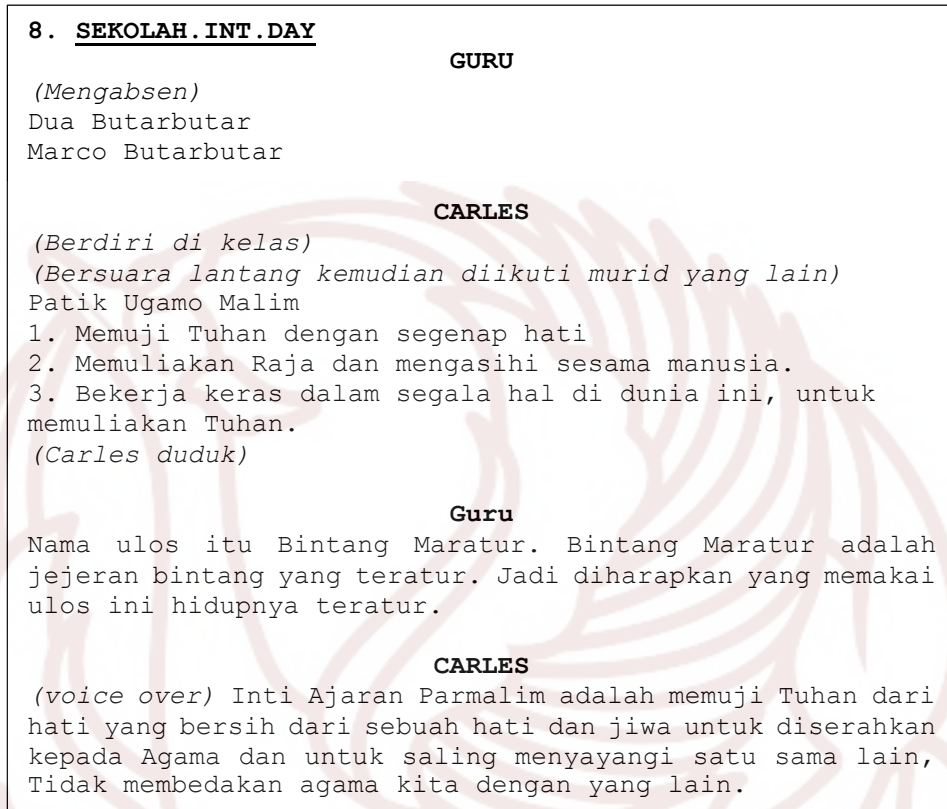 8. SEKOLAH.INT.DAY
GURU
(Mengabsen)
Dua Butarbutar
Marco Butarbutar
CARLES
(Berdiri di kelas)
(Bersuara lantang kemudian diikuti murid yang lain)
Patik Ugamo Malim
1. Memuji Tuhan dengan segenap hati
2. Memuliakan Raja dan mengasihi sesama manusia.
3. Bekerja keras dalam segala hal di dunia ini, untuk
memuliakan Tuhan.
(Carles duduk)
Guru
Nama ulos itu Bintang Maratur. Bintang Maratur adalah
jejeran bintang yang teratur. Jadi diharapkan yang memakai
ulos ini hidupnya teratur.
CARLES
(voice over) Inti Ajaran Parmalim adalah memuji Tuhan dari
hati yang bersih dari sebuah hati dan jiwa untuk diserahkan
kepada Agama dan untuk saling menyayangi satu sama lain,
Tidak membedakan agama kita dengan yang lain.